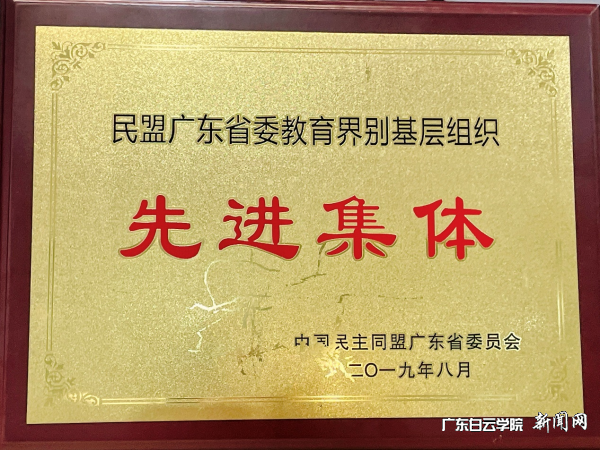 民盟广东省委教育界别基层组织
先进集体
中国民主同盟广东省委员会
二〇一九年八月
广东白云学院 新闻网